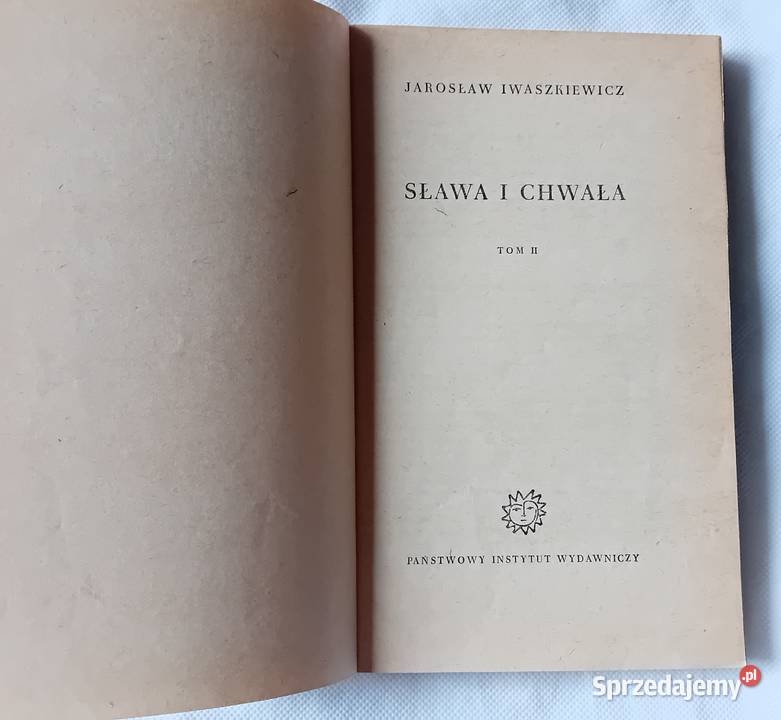 JAROSŁAW IWASZKIEWICZ
SŁAWA I CHWAŁA
TOM II
PAŃSTWOWY INSTYTUT WYDAWNICZY
Sprzedajemy.pl